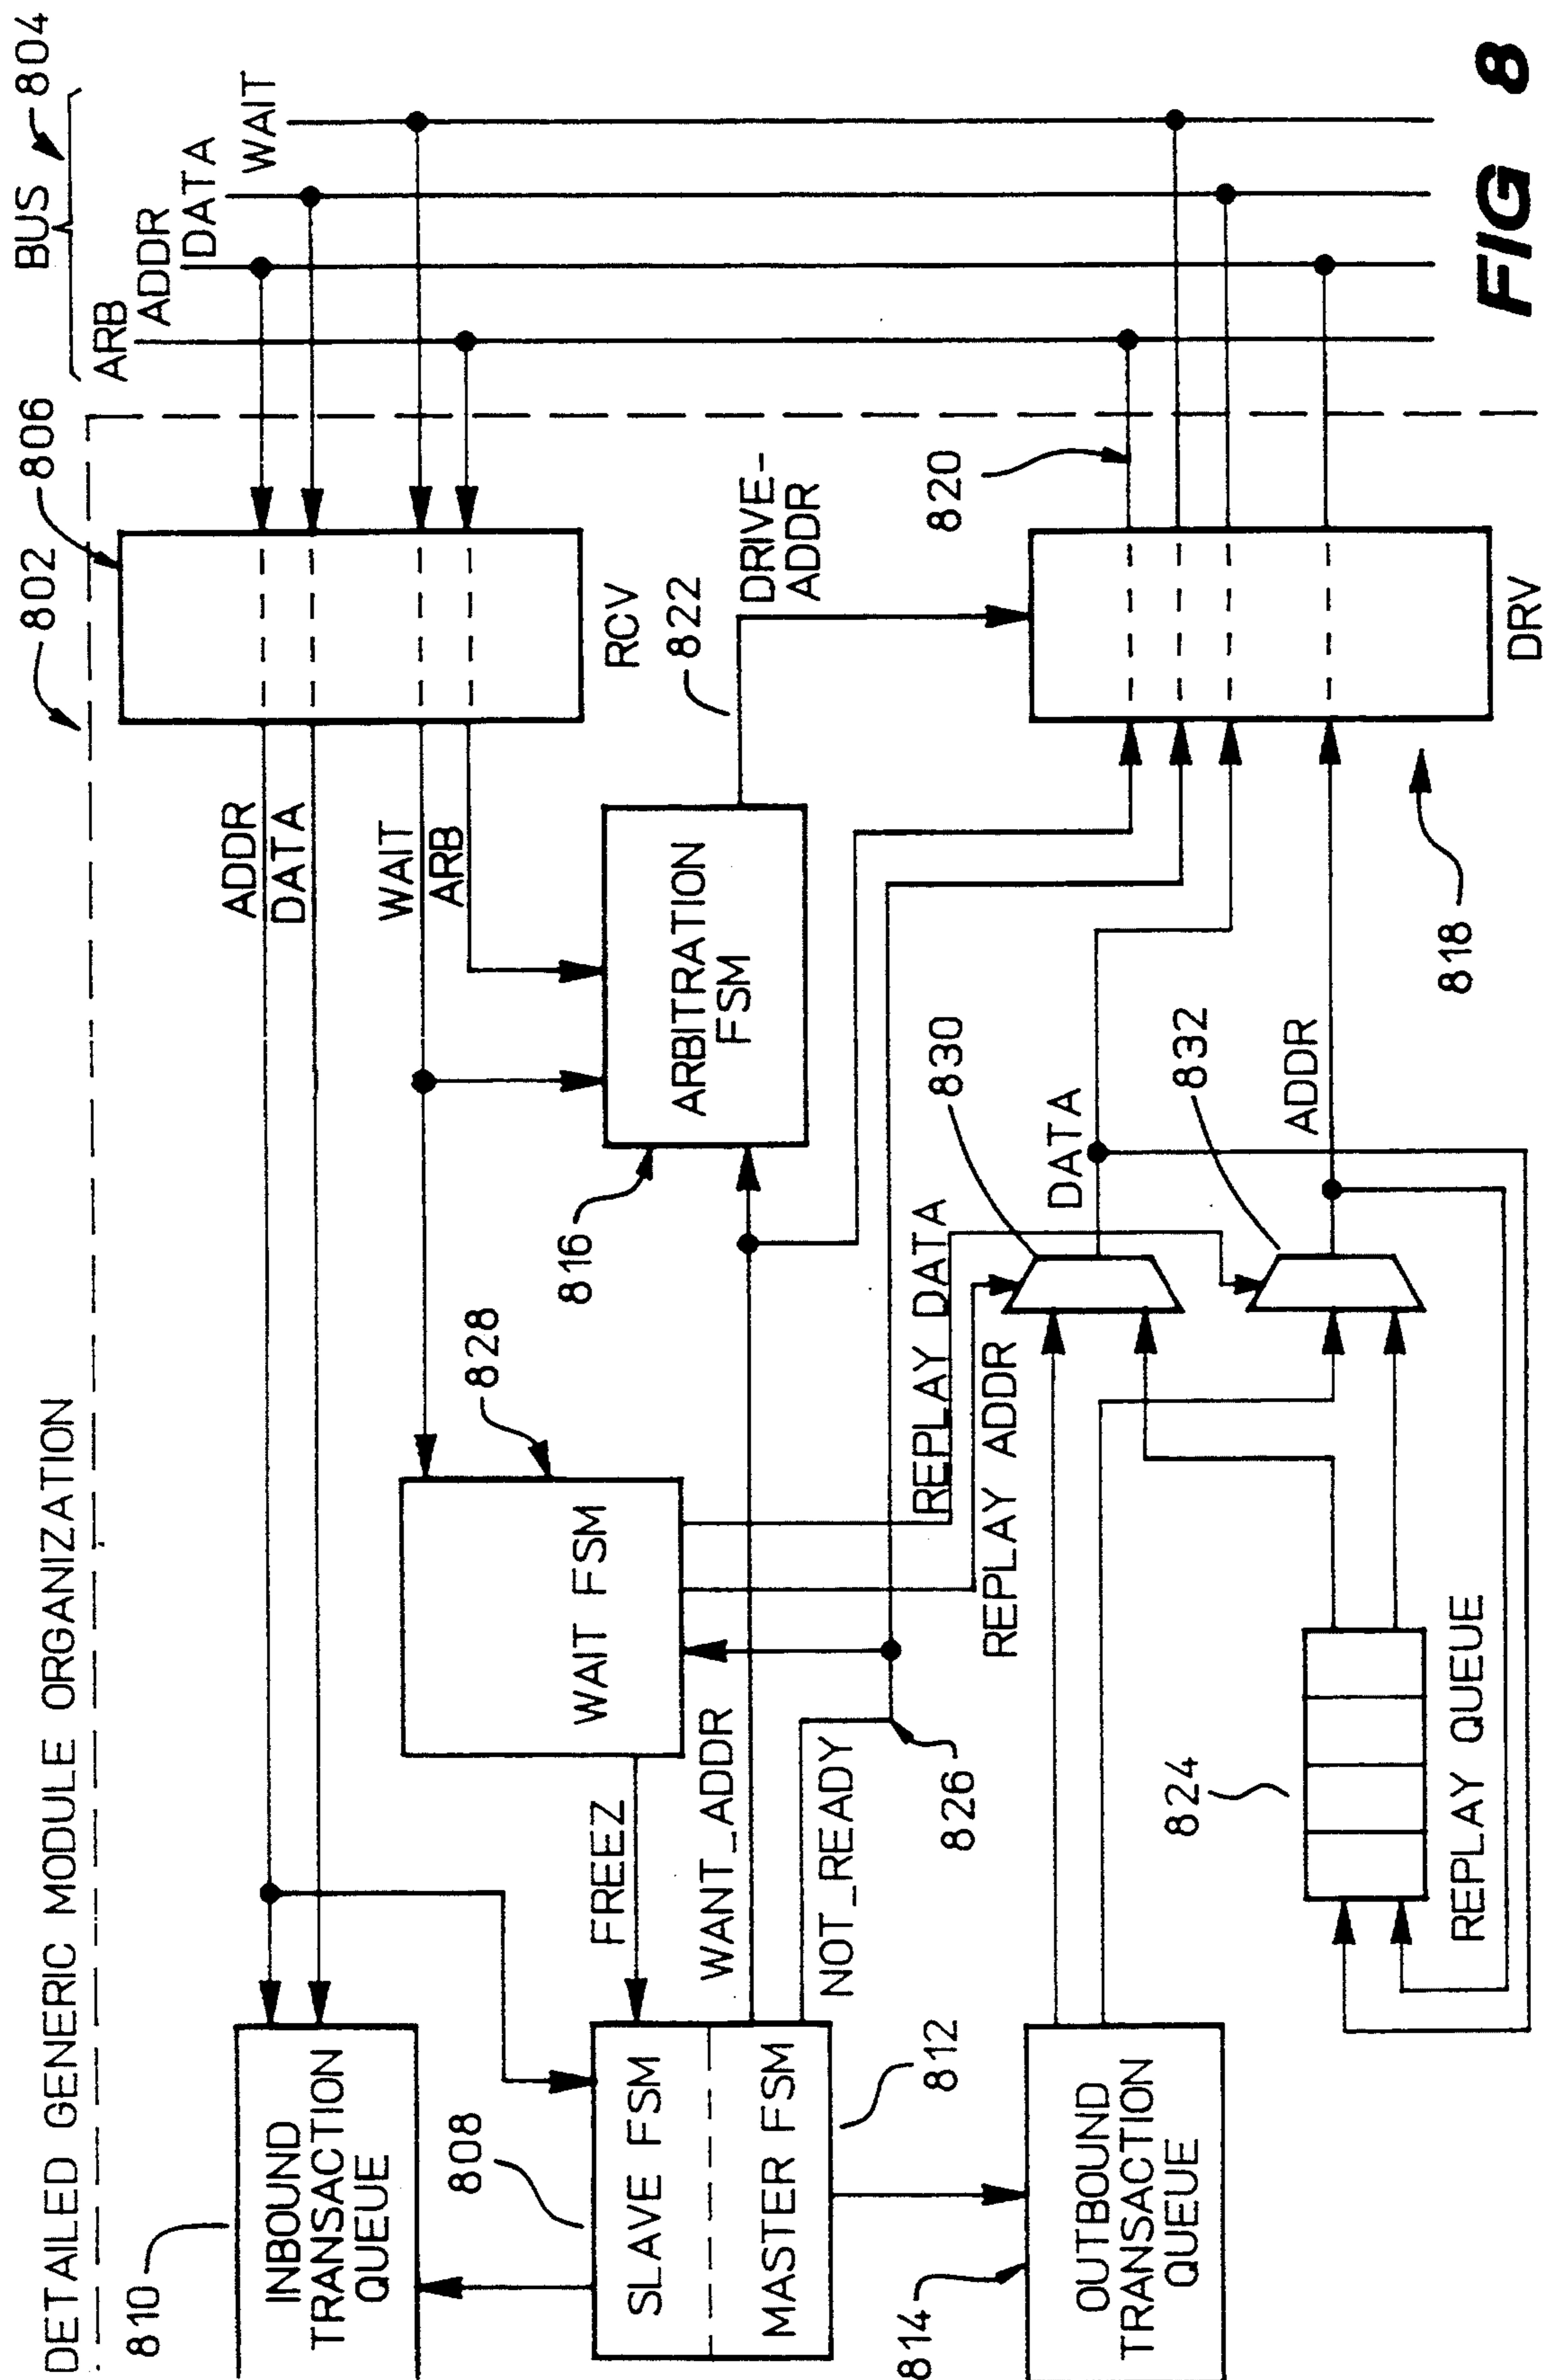 DETAILED GENERIC MODULE ORGANIZATION
BUS
804
ARB
ADDR
DATA
WAIT
802
806
RCV
ADDR
DATA
WAIT
ARB
810
INBOUND
TRANSACTION
QUEUE
808
SLAVE FSM
MASTER FSM
812
FREEZ
WANT_ADDR
NOT_READY
826
WAIT FSM
828
816
ARBITRATION
FSM
822
DRIVE-
ADDR
820
DRV
818
REPLAY DATA
REPLAY ADDR
830
DATA
832
ADDR
814
OUTBOUND
TRANSACTION
QUEUE
824
REPLAY QUEUE
FIG 8